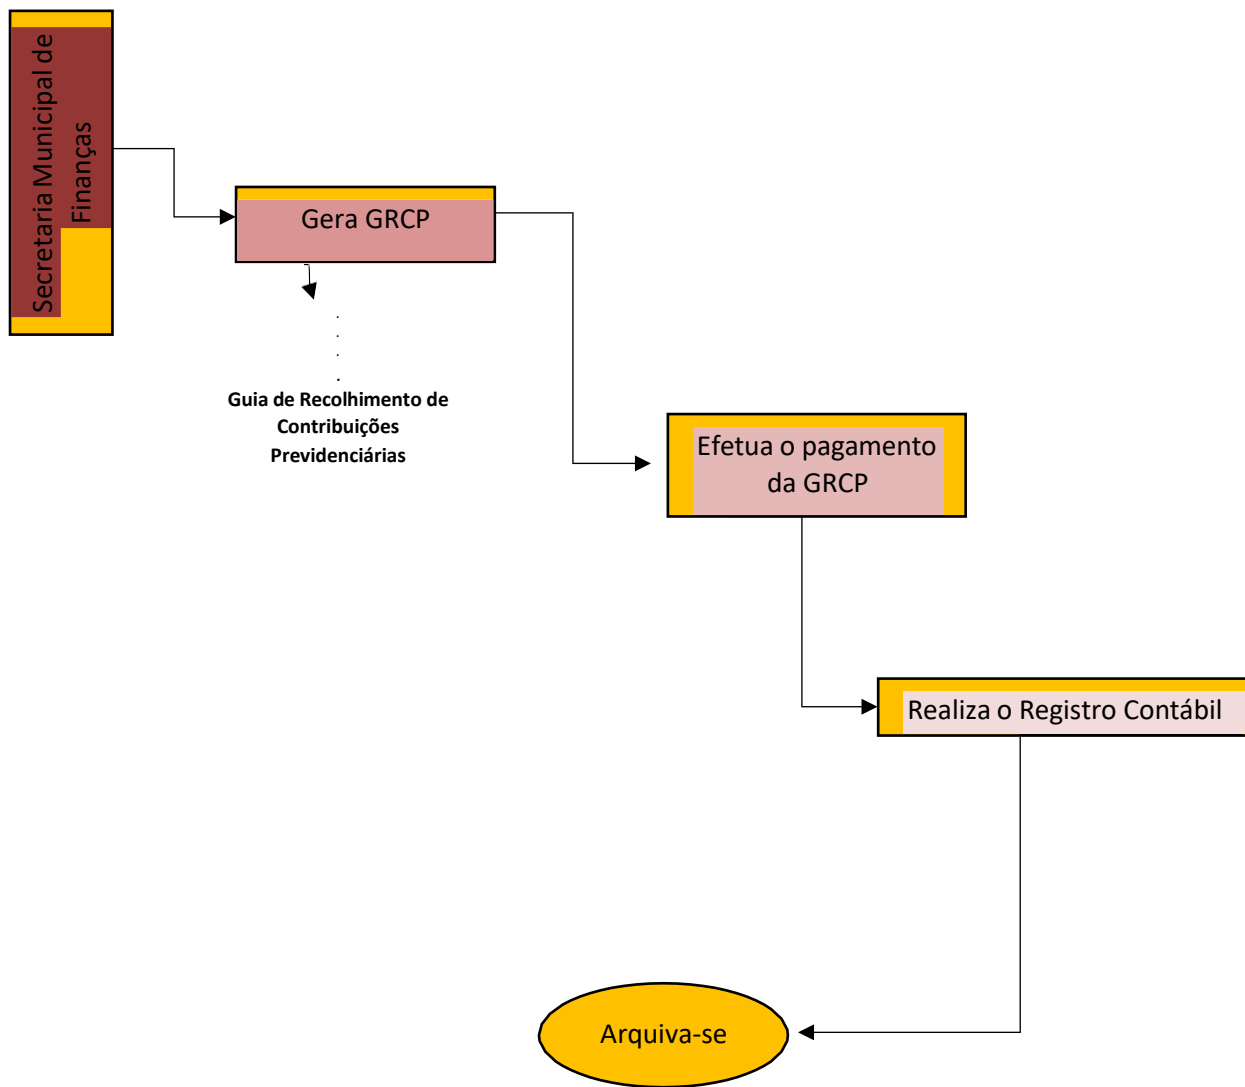 Secretaria Municipal de
Finanças
Gera GRCP
.
.
.
.
Guia de Recolhimento de
Contribuições
Previdenciárias
Efetua o pagamento
da GRCP
Realiza o Registro Contábil
Arquiva-se